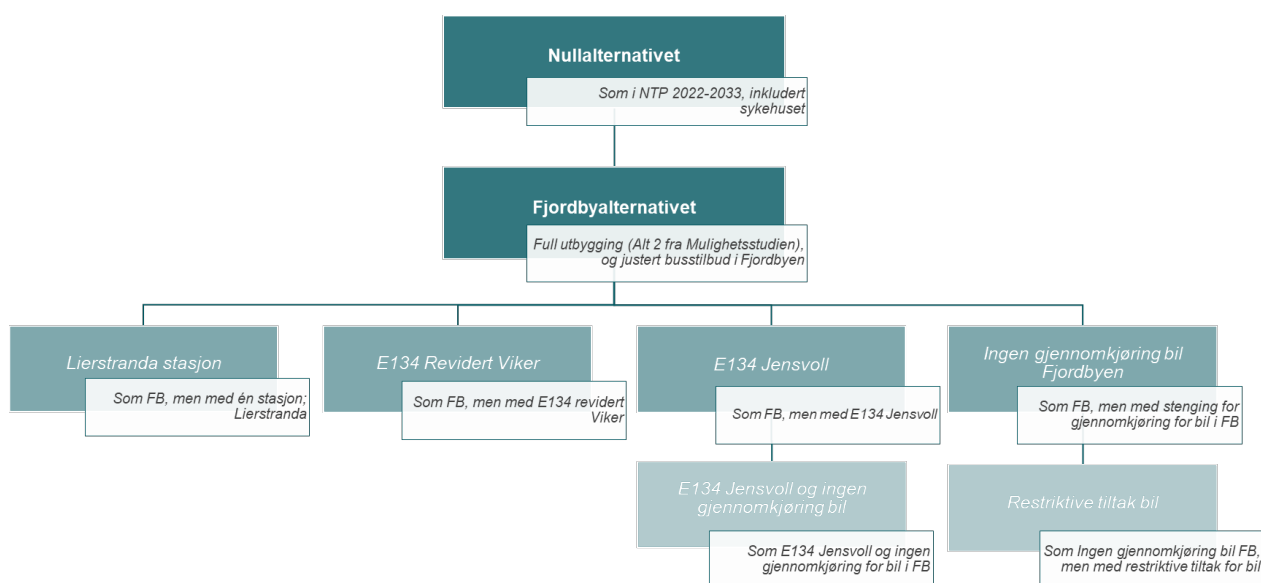 Nullalternativet
Som i NTP 2022-2033, inkludert
sykehuset
Fjordbyalternativet
Full utbygging (Alt 2 fra Mulighetsstudien),
og justert busstilbud i Fjordbyen
Lierstranda stasjon
Som FB, men med én stasjon;
Lierstranda
E134 Revidert Viker
Som FB, men med E134 revidert
Viker
E134 Jensvoll
Som FB, men med E134 Jensvoll
Ingen gjennomkjøring bil
Fjordbyen
Som FB, men med stenging for
gjennomkjøring for bil i FB
E134 Jensvoll og ingen
gjennomkjøring bil
Som E134 Jensvoll og ingen
gjennomkjøring for bil i FB
Restriktive tiltak bil
Som Ingen gjennomkjøring bil FB,
men med restriktive tiltak for bil